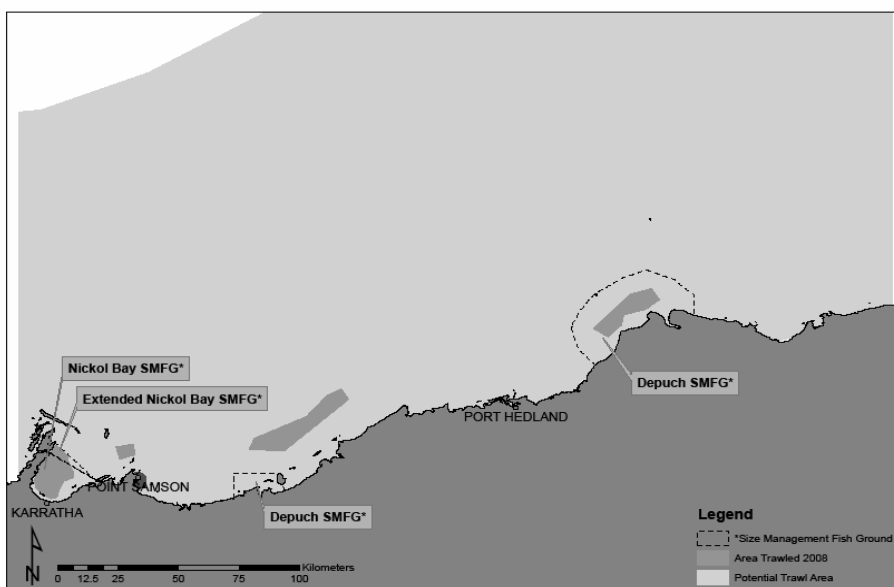 Nickol Bay SMFG*
Extended Nickol Bay SMFG*
Depuch SMFG*
PORT HEDLAND
POINT SAMSON
KARRATHA
Depuch SMFG*
N
Kilometers
0 12.5 25 50 75 100
Legend
*Size Management Fish Ground
Area Trawled 2008
Potential Trawl Area